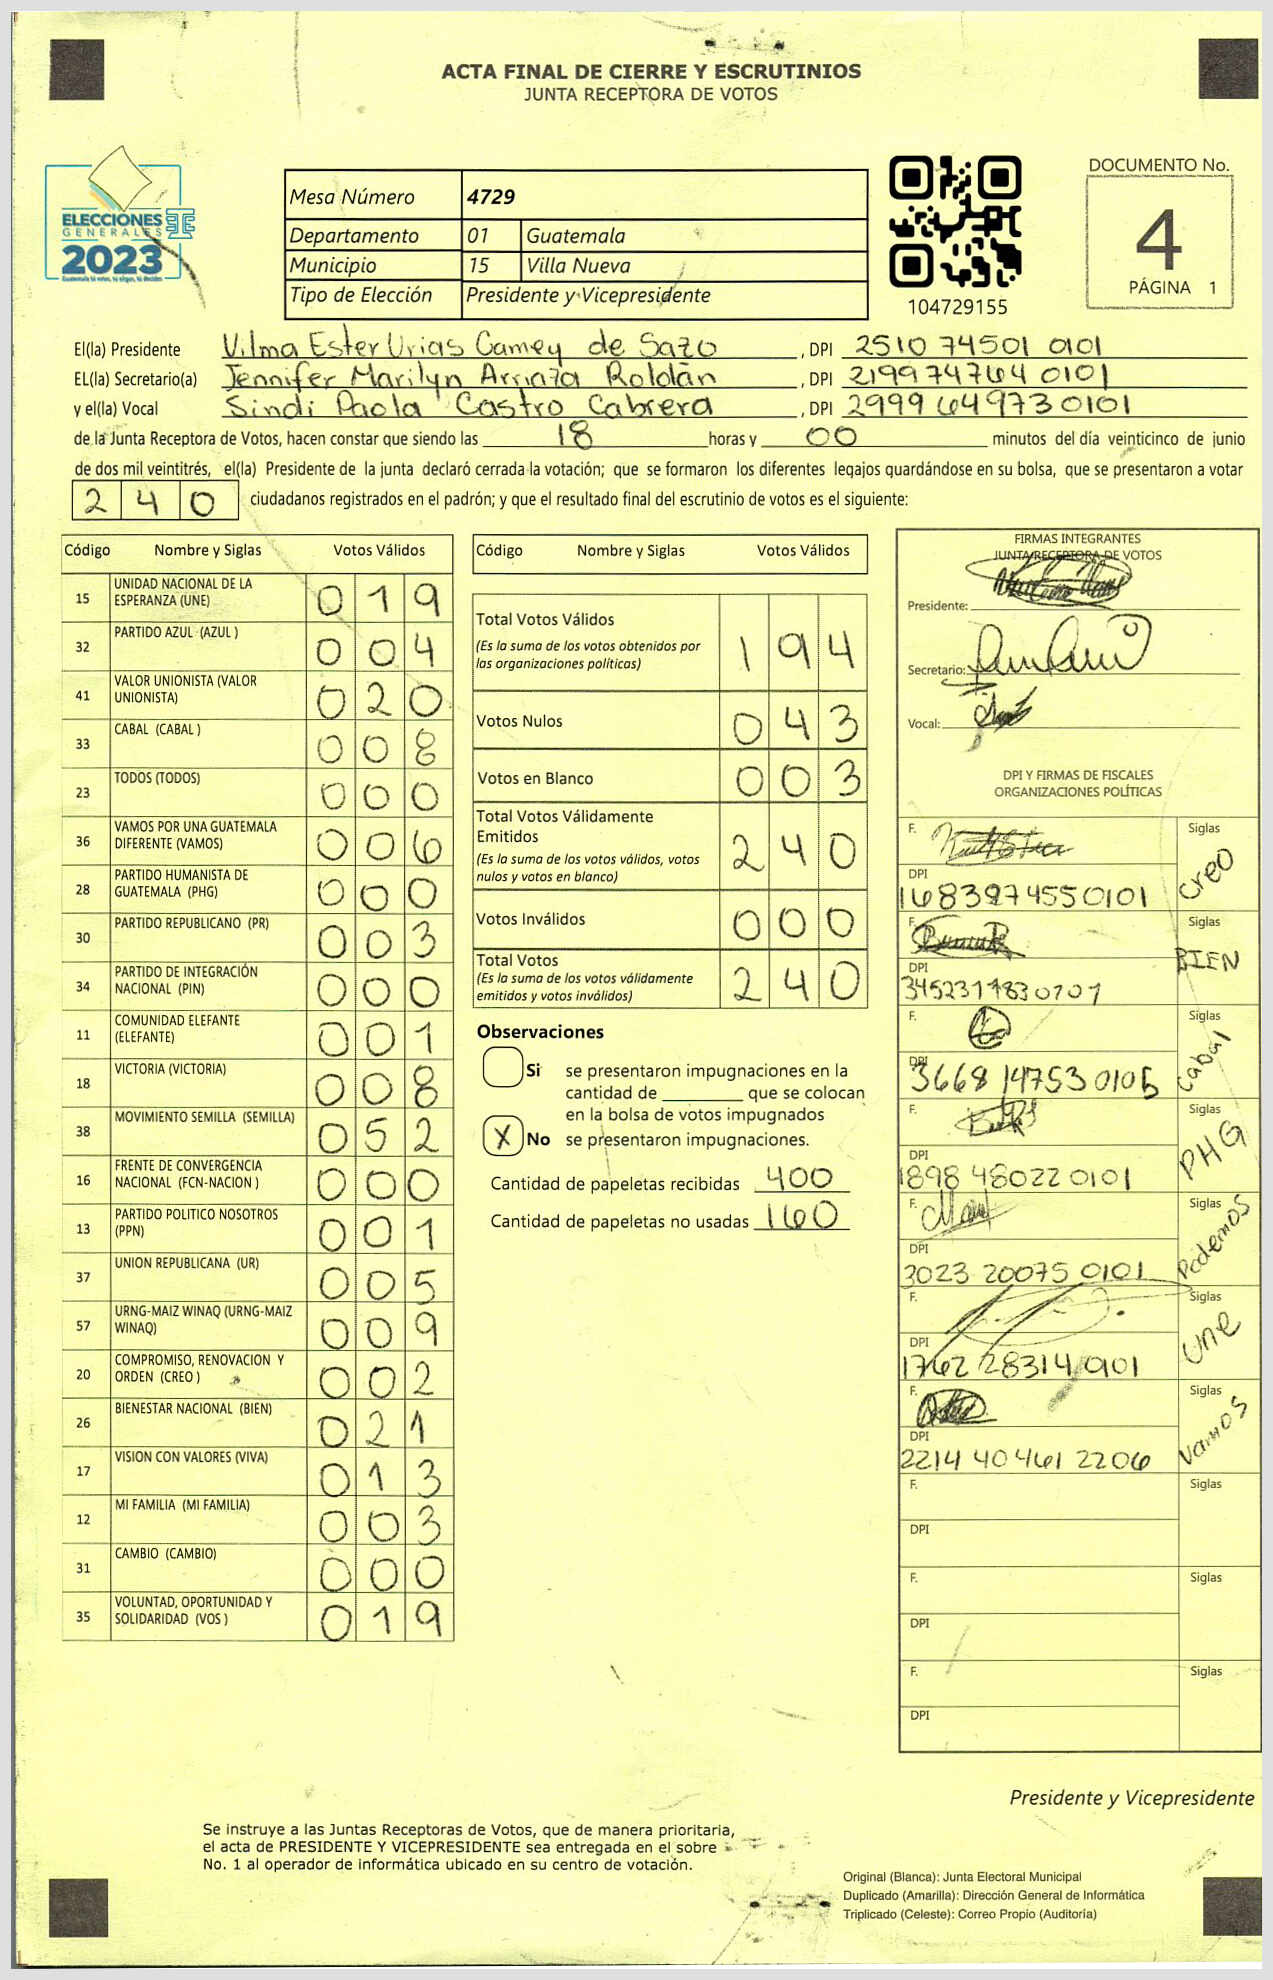 ACTA FINAL DE CIERRE Y ESCRUTINIOS
JUNTA RECEPTORA DE VOTOS
ELECCIONES
GENERALES
2023
Mesa Número 4729
Departamento 01 Guatemala
Municipio 15 Villa Nueva
Tipo de Elección Presidente y Vicepresidente
104729155
DOCUMENTO No.
4
PÁGINA 1
El(la) Presidente Vilma Ester Urias Camey de Sazo, DPI 2510 74501 0101
EL(la) Secretario(a) Jennifer Marilyn Arriaza Roldán, DPI 2199 74764 0101
y el(la) Vocal Sindi Paola Castro Cabrera, DPI 2999 64973 0101
de la Junta Receptora de Votos, hacen constar que siendo las 18 horas y 00 minutos del día veinticinco de junio
de dos mil veintitrés, el(la) Presidente de la junta declaró cerrada la votación; que se formaron los diferentes legajos quardándose en su bolsa, que se presentaron a votar
240 ciudadanos registrados en el padrón; y que el resultado final del escrutinio de votos es el siguiente:
Código Nombre y Siglas Votos Válidos
15 UNIDAD NACIONAL DE LA ESPERANZA (UNE) 019
32 PARTIDO AZUL (AZUL ) 004
41 VALOR UNIONISTA (VALOR UNIONISTA) 020
33 CABAL (CABAL ) 008
23 TODOS (TODOS) 000
36 VAMOS POR UNA GUATEMALA DIFERENTE (VAMOS) 006
28 PARTIDO HUMANISTA DE GUATEMALA (PHG) 000
30 PARTIDO REPUBLICANO (PR) 003
34 PARTIDO DE INTEGRACIÓN NACIONAL (PIN) 000
11 COMUNIDAD ELEFANTE (ELEFANTE) 001
18 VICTORIA (VICTORIA) 008
38 MOVIMIENTO SEMILLA (SEMILLA) 052
16 FRENTE DE CONVERGENCIA NACIONAL (FCN-NACION ) 000
13 PARTIDO POLITICO NOSOTROS (PPN) 001
37 UNION REPUBLICANA (UR) 005
57 URNG-MAIZ WINAQ (URNG-MAIZ WINAQ) 009
20 COMPROMISO, RENOVACION Y ORDEN (CREO ) 002
26 BIENESTAR NACIONAL (BIEN) 021
17 VISION CON VALORES (VIVA) 013
12 MI FAMILIA (MI FAMILIA) 003
31 CAMBIO (CAMBIO) 000
35 VOLUNTAD, OPORTUNIDAD Y SOLIDARIDAD (VOS ) 019
Código Nombre y Siglas Votos Válidos
Total Votos Válidos 194
(Es la suma de los votos obtenidos por
las organizaciones políticas)
Votos Nulos 043
Votos en Blanco 003
Total Votos Válidamente
Emitidos 240
(Es la suma de los votos válidos, votos
nulos y votos en blanco)
Votos Inválidos 000
Total Votos 240
(Es la suma de los votos válidamente
emitidos y votos inválidos)
Observaciones
Si se presentaron impugnaciones en la
cantidad de ________ que se colocan
en la bolsa de votos impugnados
X No se presentaron impugnaciones.
Cantidad de papeletas recibidas 400
Cantidad de papeletas no usadas 160
FIRMAS INTEGRANTES
JUNTA RECEPTORA DE VOTOS
Presidente:
Secretario:
Vocal:
DPI Y FIRMAS DE FISCALES
ORGANIZACIONES POLÍTICAS
F. Siglas creo
DPI 1683974550101
F. Siglas BIEN
DPI 3452311830701
F. Siglas Cabal
DPI 3668 14753 0105
F. Siglas PHG
DPI 1898 48022 0101
F. Siglas Podemos
DPI 3023 20075 0101
F. Siglas Une
DPI 1762 28314 0101
F. Siglas Vamos
DPI 2214 40461 2206
F. Siglas
DPI
F. Siglas
DPI
F. Siglas
DPI
Presidente y Vicepresidente
Se instruye a las Juntas Receptoras de Votos, que de manera prioritaria,
el acta de PRESIDENTE Y VICEPRESIDENTE sea entregada en el sobre
No. 1 al operador de informática ubicado en su centro de votación.
Original (Blanca): Junta Electoral Municipal
Duplicado (Amarilla): Dirección General de Informática
Triplicado (Celeste): Correo Propio (Auditoría)